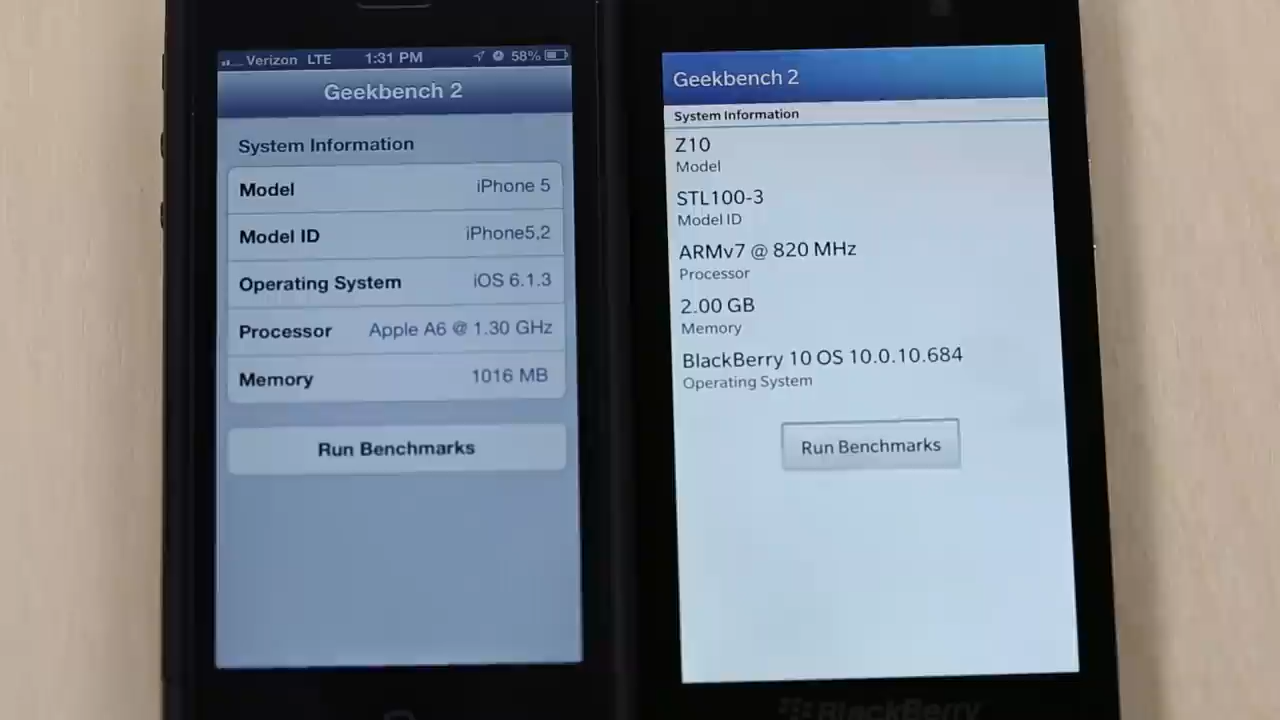 Verizon LTE 1:31 PM 58%
Geekbench 2
System Information
Model iPhone 5
Model ID iPhone5,2
Operating System iOS 6.1.3
Processor Apple A6 @ 1.30 GHz
Memory 1016 MB
Run Benchmarks
Geekbench 2
System Information
Z10
Model
STL100-3
Model ID
ARMv7 @ 820 MHz
Processor
2.00 GB
Memory
BlackBerry 10 OS 10.0.10.684
Operating System
Run Benchmarks
BlackBerry